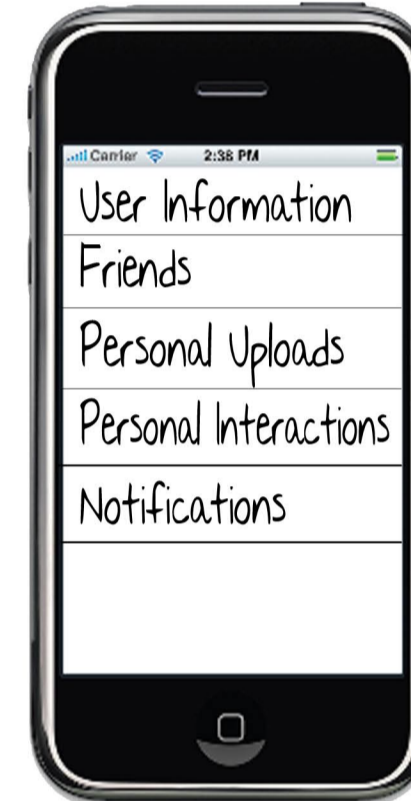 Carrier 2:38 PM
User Information
Friends
Personal Uploads
Personal Interactions
Notifications